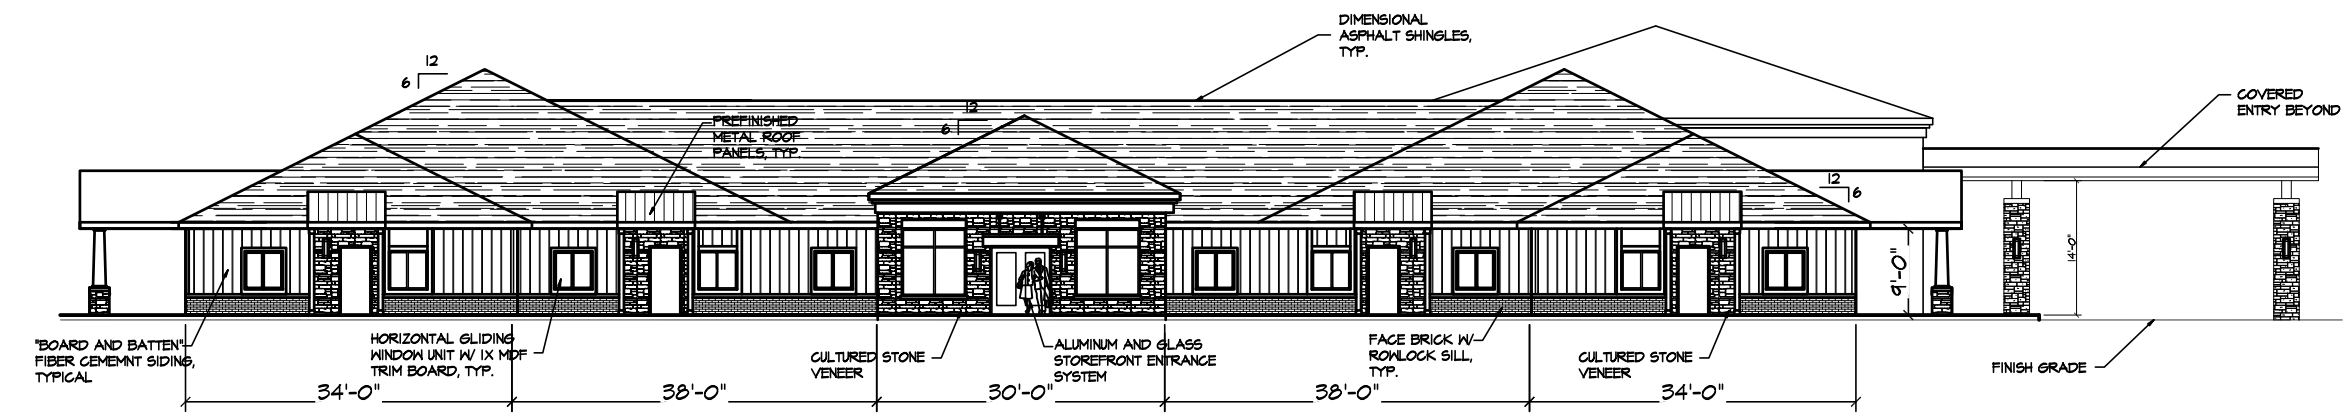 DIMENSIONAL
ASPHALT SHINGLES,
TYP.
12
6
12
6
PREFINISHED
METAL ROOF
PANELS, TYP.
COVERED
ENTRY BEYOND
12
6
9'-0"
14'-0"
"BOARD AND BATTEN"
FIBER CEMEMNT SIDING,
TYPICAL
HORIZONTAL GLIDING
WINDOW UNIT W/ 1X MDF
TRIM BOARD, TYP.
CULTURED STONE
VENEER
ALUMINUM AND GLASS
STOREFRONT ENTRANCE
SYSTEM
FACE BRICK W/
ROWLOCK SILL,
TYP.
CULTURED STONE
VENEER
FINISH GRADE
34'-0"
38'-0"
30'-0"
38'-0"
34'-0"